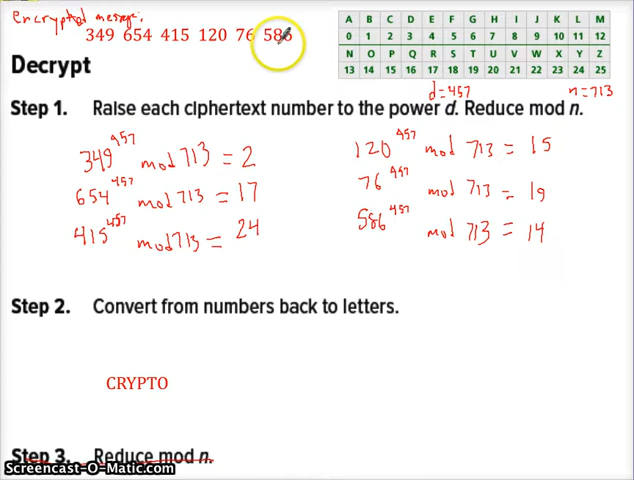 encrypted message:
349 654 415 120 76 586
A B C D E F G H I J K L M
0 1 2 3 4 5 6 7 8 9 10 11 12
N O P Q R S T U V W X Y Z
13 14 15 16 17 18 19 20 21 22 23 24 25
d=457 n=713
Decrypt
Step 1. Raise each ciphertext number to the power d. Reduce mod n.
349^457 mod 713 = 2
654^457 mod 713 = 17
415^457 mod 713 = 24
120^457 mod 713 = 15
76^457 mod 713 = 19
586^457 mod 713 = 14
Step 2. Convert from numbers back to letters.
CRYPTO
Step 3. Reduce mod n.
Screencast-O-Matic.com